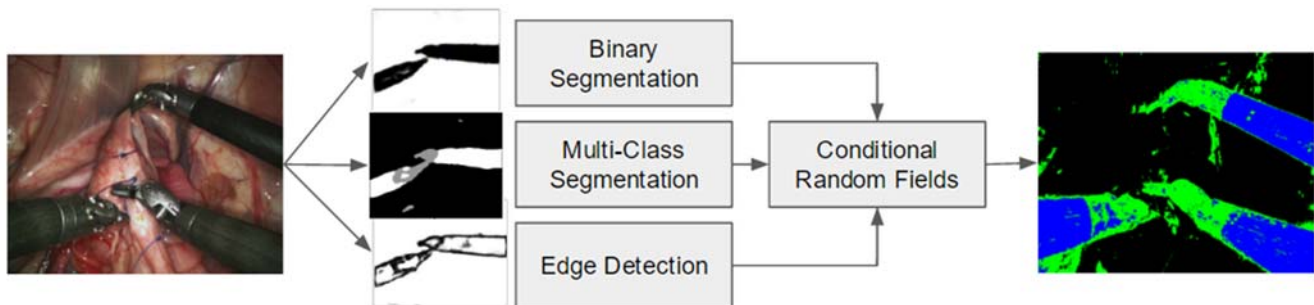 Binary
Segmentation
Multi-Class
Segmentation
Conditional
Random Fields
Edge Detection